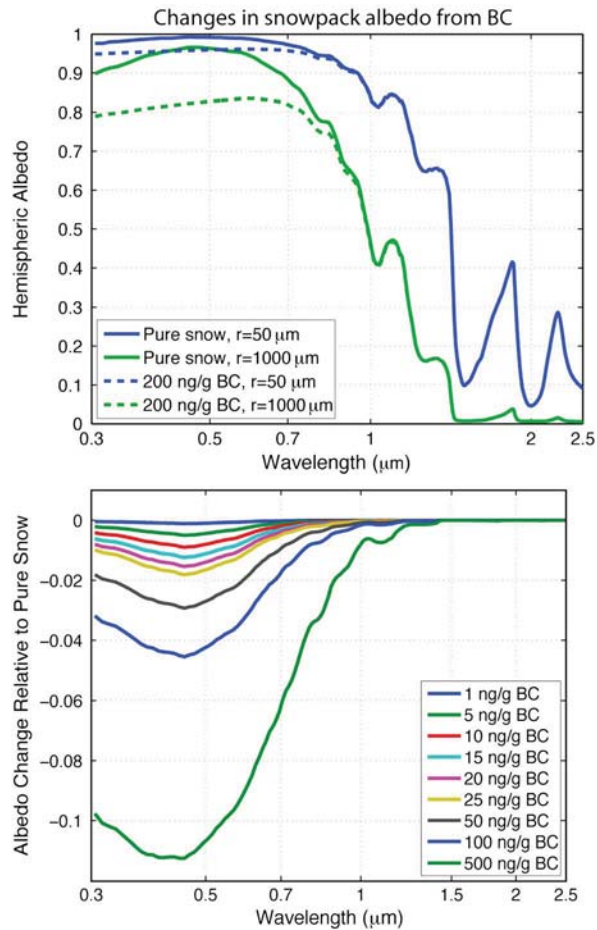 Changes in snowpack albedo from BC
1
0.9
0.8
0.7
0.6
0.5
0.4
0.3
0.2
0.1
0
Hemispheric Albedo
Pure snow, r=50 μm
Pure snow, r=1000 μm
200 ng/g BC, r=50 μm
200 ng/g BC, r=1000 μm
0.3 0.5 0.7 1 2 2.5
Wavelength (μm)
0
−0.02
−0.04
−0.06
−0.08
−0.1
Albedo Change Relative to Pure Snow
1 ng/g BC
5 ng/g BC
10 ng/g BC
15 ng/g BC
20 ng/g BC
25 ng/g BC
50 ng/g BC
100 ng/g BC
500 ng/g BC
0.3 0.5 0.7 1 1.5 2 2.5
Wavelength (μm)